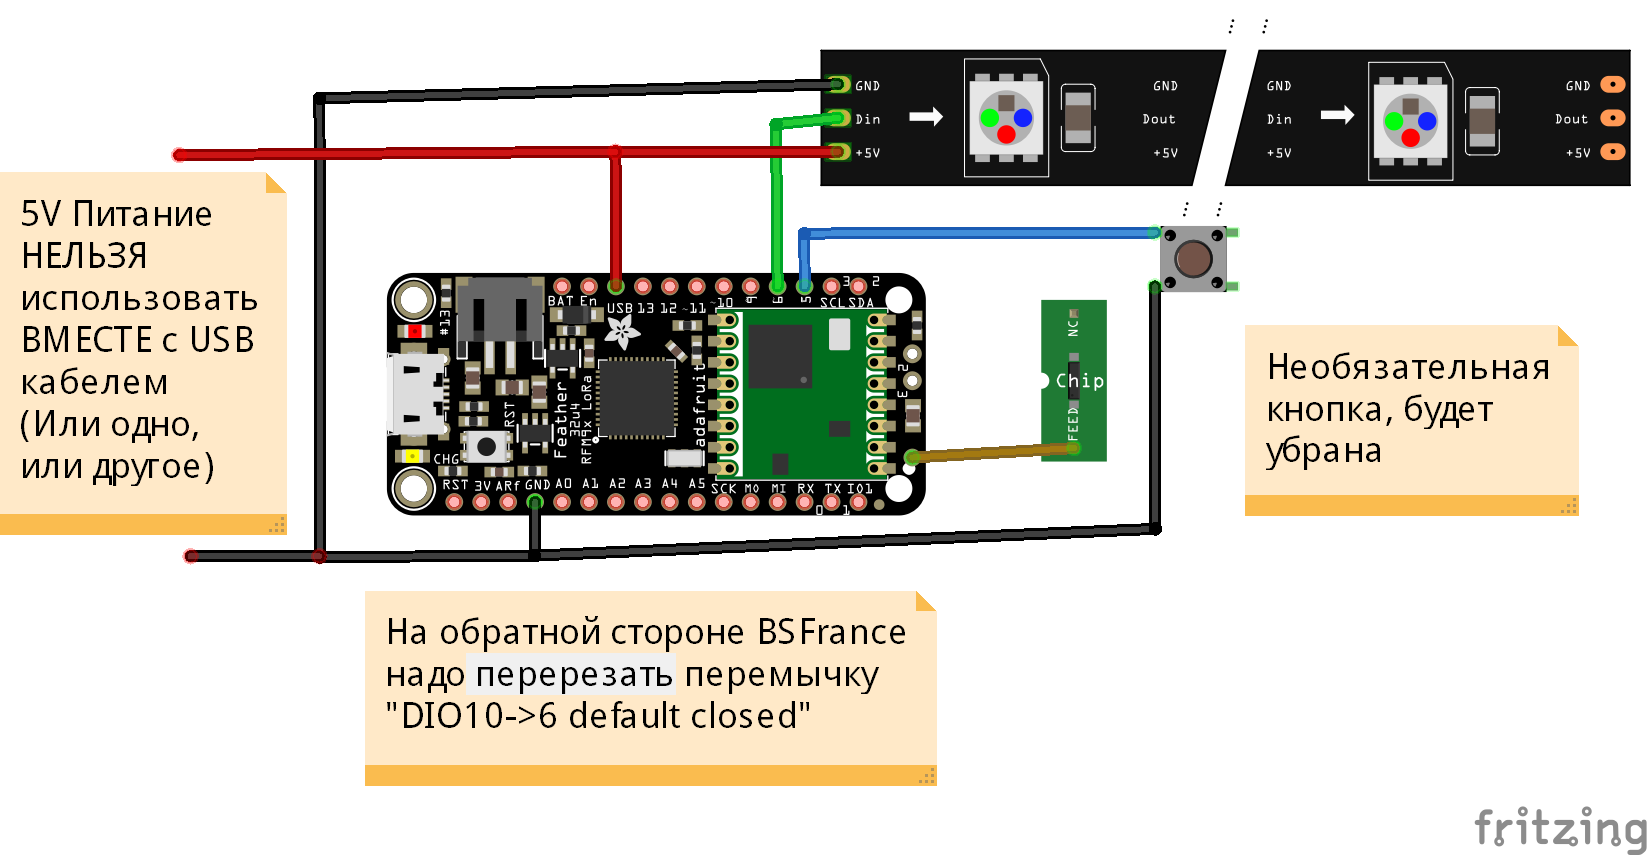 GND
Din
+5V
GND
Dout
+5V
GND
Din
+5V
GND
Dout
+5V
5V Питание
НЕЛЬЗЯ
использовать
ВМЕСТЕ с USB
кабелем
(Или одно,
или другое)
BAT En USB 13 12 ~11 ~10 9 6 5 SCL SDA
3 2
#13
RST
CHG
Feather
32u4
RFM9x LoRa
adafruit
RST 3V ARf GND A0 A1 A2 A3 A4 A5 SCK MO MI RX TX IO1
0 1
NC
Chip
FEED
Необязательная
кнопка, будет
убрана
На обратной стороне BSFrance
надо перерезать перемычку
"DIO10->6 default closed"
fritzing